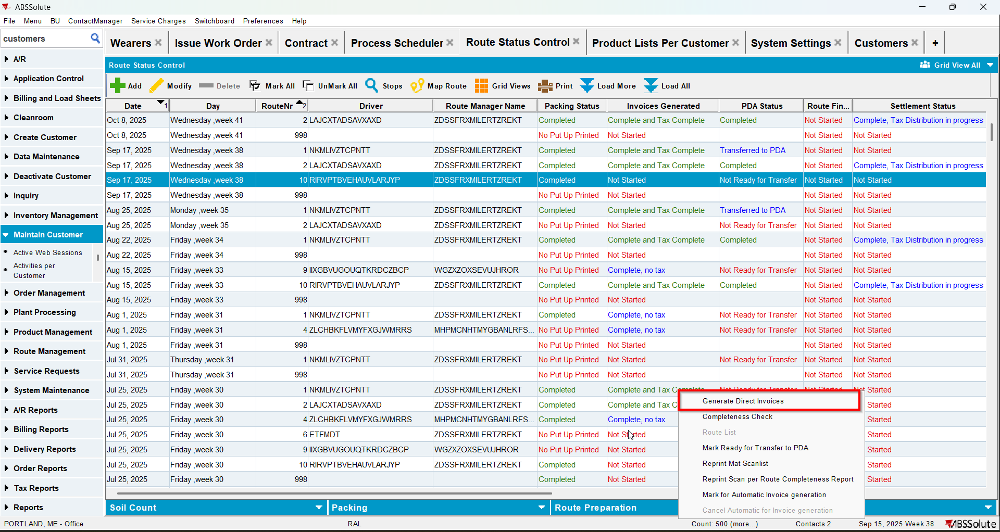 ABSSolute
File Menu BU ContactManager Service Charges Switchboard Preferences Help
customers
Wearers Issue Work Order Contract Process Scheduler Route Status Control Product Lists Per Customer System Settings Customers +
Route Status Control Grid View All
Add Modify Delete Mark All UnMark All Stops Map Route Grid Views Print Load More Load All
A/R
Application Control
Billing and Load Sheets
Cleanroom
Create Customer
Data Maintenance
Deactivate Customer
Inquiry
Inventory Management
Maintain Customer
Active Web Sessions
Activities per
Customer
Order Management
Plant Processing
Product Management
Route Management
Service Requests
System Maintenance
A/R Reports
Billing Reports
Delivery Reports
Order Reports
Tax Reports
Reports
Date 1 Day RouteNr 2 Driver Route Manager Name Packing Status Invoices Generated PDA Status Route Fin... Settlement Status
Oct 8, 2025 Wednesday ,week 41 2 LAJCXTADSAVXAXD ZDSSFRXMILERTZREKT Completed Complete and Tax Complete Completed Not Started Complete, Tax Distribution in progress
Oct 8, 2025 Wednesday ,week 41 998 No Put Up Printed Not Started Not Started Not Started
Sep 17, 2025 Wednesday ,week 38 1 NKMLIVZTCPNTT ZDSSFRXMILERTZREKT Completed Complete and Tax Complete Transferred to PDA Not Started Not Started
Sep 17, 2025 Wednesday ,week 38 2 LAJCXTADSAVXAXD ZDSSFRXMILERTZREKT Completed Complete and Tax Complete Completed Not Started Complete, Tax Distribution in progress
Sep 17, 2025 Wednesday ,week 38 10 RIRVPTBVEHAUVLARJYP ZDSSFRXMILERTZREKT Completed Not Started Not Ready for Transfer Not Started Not Started
Sep 17, 2025 Wednesday ,week 38 998 No Put Up Printed Not Started Not Started Not Started
Aug 25, 2025 Monday ,week 35 1 NKMLIVZTCPNTT ZDSSFRXMILERTZREKT Completed Complete and Tax Complete Transferred to PDA Not Started Not Started
Aug 25, 2025 Monday ,week 35 2 LAJCXTADSAVXAXD ZDSSFRXMILERTZREKT No Put Up Printed Not Started Not Ready for Transfer Not Started Not Started
Aug 22, 2025 Friday ,week 34 1 NKMLIVZTCPNTT ZDSSFRXMILERTZREKT Completed Complete and Tax Complete Completed Not Started Complete, Tax Distribution in progress
Aug 22, 2025 Friday ,week 34 998 No Put Up Printed Not Started Not Started Not Started
Aug 15, 2025 Friday ,week 33 9 IIXGBVUGOUQTKRDCZBCP WGZXZOXSEVUJHROR No Put Up Printed Complete, no tax Not Ready for Transfer Not Started Not Started
Aug 15, 2025 Friday ,week 33 10 RIRVPTBVEHAUVLARJYP ZDSSFRXMILERTZREKT Completed Complete and Tax Complete Completed Not Started Complete, Tax Distribution in progress
Aug 15, 2025 Friday ,week 33 998 No Put Up Printed Not Started Not Started Not Started
Aug 1, 2025 Friday ,week 31 1 NKMLIVZTCPNTT ZDSSFRXMILERTZREKT Completed Complete, no tax Not Ready for Transfer Not Started Not Started
Aug 1, 2025 Friday ,week 31 4 ZLCHBKFLVMYFXGJWMRRS MHPMCNHTMYGBANLRFS... No Put Up Printed Complete, no tax Not Ready for Transfer Not Started Not Started
Aug 1, 2025 Friday ,week 31 998 No Put Up Printed Not Started Not Started Not Started
Jul 31, 2025 Thursday ,week 31 1 NKMLIVZTCPNTT ZDSSFRXMILERTZREKT No Put Up Printed Not Started Not Ready for Transfer Not Started Not Started
Jul 31, 2025 Thursday ,week 31 998 No Put Up Printed Not Started Not Started Not Started
Jul 25, 2025 Friday ,week 30 1 NKMLIVZTCPNTT ZDSSFRXMILERTZREKT Completed Complete and Tax Complete Not Ready for Transfer Not Started Not Started
Jul 25, 2025 Friday ,week 30 2 LAJCXTADSAVXAXD ZDSSFRXMILERTZREKT Completed Complete and Tax C Started
Jul 25, 2025 Friday ,week 30 4 ZLCHBKFLVMYFXGJWMRRS MHPMCNHTMYGBANLRFS... Completed Complete, no tax Started
Jul 25, 2025 Friday ,week 30 6 ETFMDT ZDSSFRXMILERTZREKT No Put Up Printed Not Started Started
Jul 25, 2025 Friday ,week 30 9 IIXGBVUGOUQTKRDCZBCP WGZXZOXSEVUJHROR No Put Up Printed Not Started Started
Jul 25, 2025 Friday ,week 30 10 RIRVPTBVEHAUVLARJYP ZDSSFRXMILERTZREKT Completed Not Started Started
Jul 25, 2025 Friday ,week 30 998 Completed Not Started Started
Generate Direct Invoices
Completeness Check
Route List
Mark Ready for Transfer to PDA
Reprint Mat Scanlist
Reprint Scan per Route Completeness Report
Mark for Automatic Invoice generation
Cancel Automatic for Invoice generation
Soil Count Packing Route Preparation
PORTLAND, ME - Office RAL Count: 500 (more...) Contacts 2 Sep 15, 2025 Week 38 ABSSolute